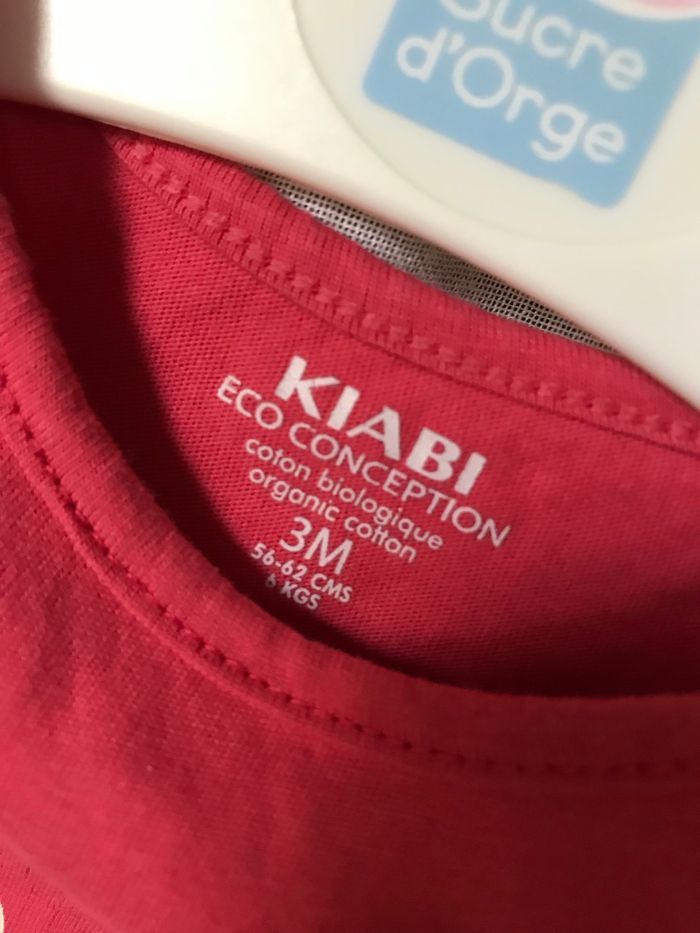 Sucre
d'Orge
KIABI
ECO CONCEPTION
coton biologique
organic cotton
3M
56-62 CMS
6 KGS